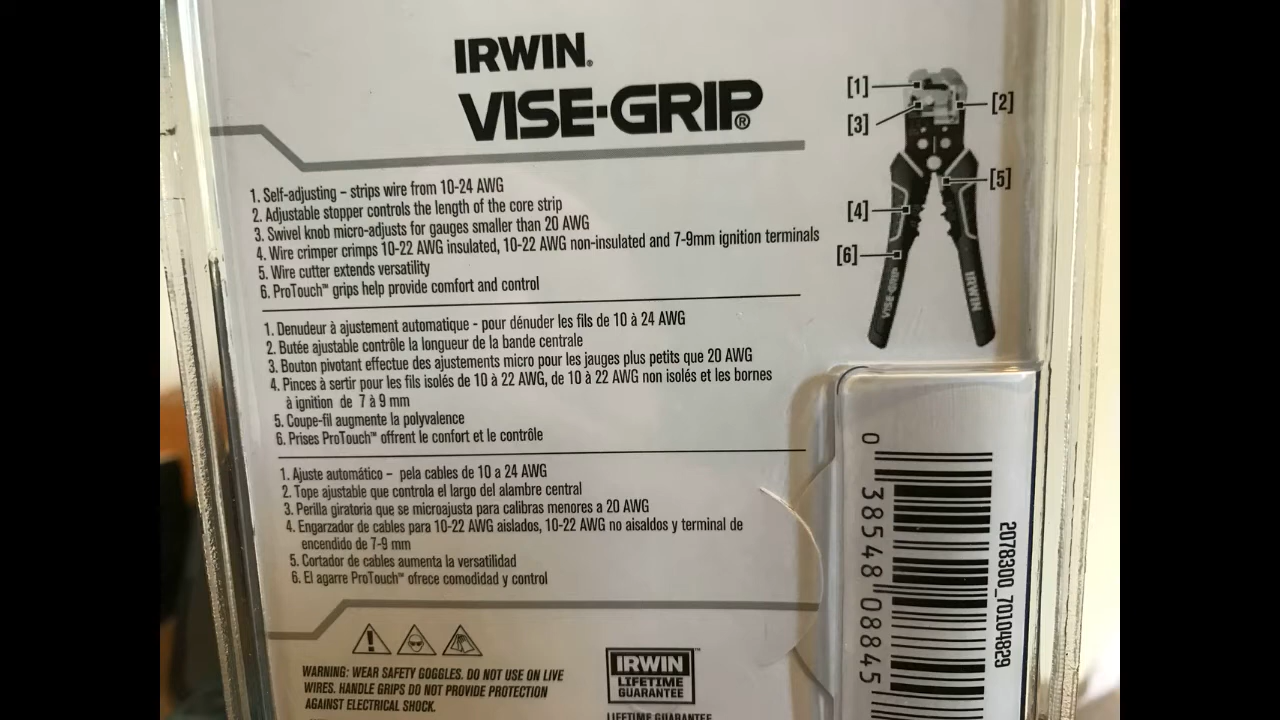 IRWIN®
VISE-GRIP®
1. Self-adjusting – strips wire from 10-24 AWG
2. Adjustable stopper controls the length of the core strip
3. Swivel knob micro-adjusts for gauges smaller than 20 AWG
4. Wire crimper crimps 10-22 AWG insulated, 10-22 AWG non-insulated and 7-9mm ignition terminals
5. Wire cutter extends versatility
6. ProTouch™ grips help provide comfort and control
[1]
[2]
[3]
[5]
[4]
[6]
VISE-GRIP
IRWIN
1. Denudeur à ajustement automatique - pour dénuder les fils de 10 à 24 AWG
2. Butée ajustable contrôle la longueur de la bande centrale
3. Bouton pivotant effectue des ajustements micro pour les jauges plus petits que 20 AWG
4. Pinces à sertir pour les fils isolés de 10 à 22 AWG, de 10 à 22 AWG non isolés et les bornes
à ignition de 7 à 9 mm
5. Coupe-fil augmente la polyvalence
6. Prises ProTouch™ offrent le confort et le contrôle
1. Ajuste automático – pela cables de 10 a 24 AWG
2. Tope ajustable que controla el largo del alambre central
3. Perilla giratoria que se microajusta para calibras menores a 20 AWG
4. Engarzador de cables para 10-22 AWG aislados, 10-22 AWG no aisaldos y terminal de
encendido de 7-9 mm
5. Cortador de cables aumenta la versatilidad
6. El agarre ProTouch™ ofrece comodidad y control
0 38548 08845
2078300_70104829
WARNING: WEAR SAFETY GOGGLES. DO NOT USE ON LIVE
WIRES. HANDLE GRIPS DO NOT PROVIDE PROTECTION
AGAINST ELECTRICAL SHOCK.
IRWIN™
LIFETIME
GUARANTEE
LIFETIME GUARANTEE